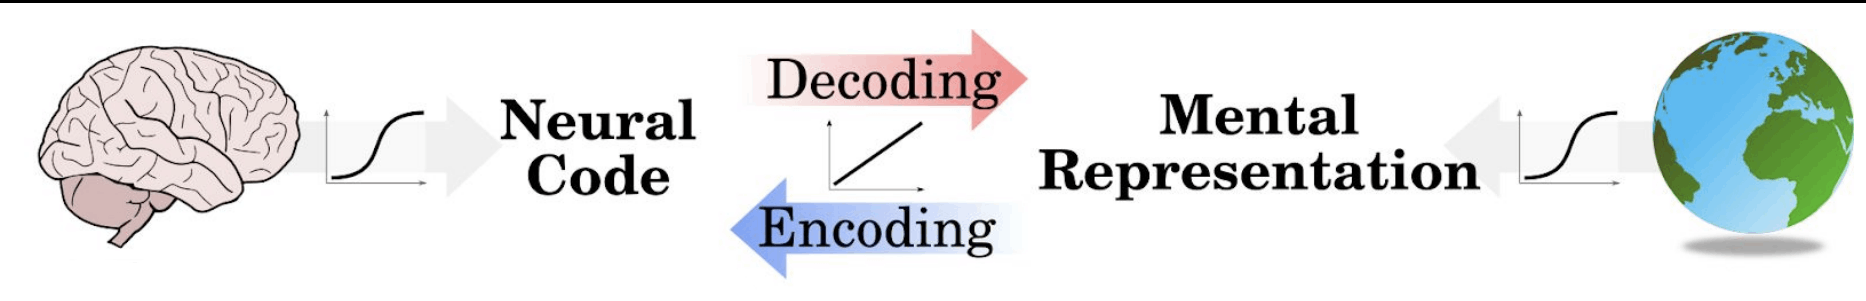 Neural
Code
Decoding
Encoding
Mental
Representation